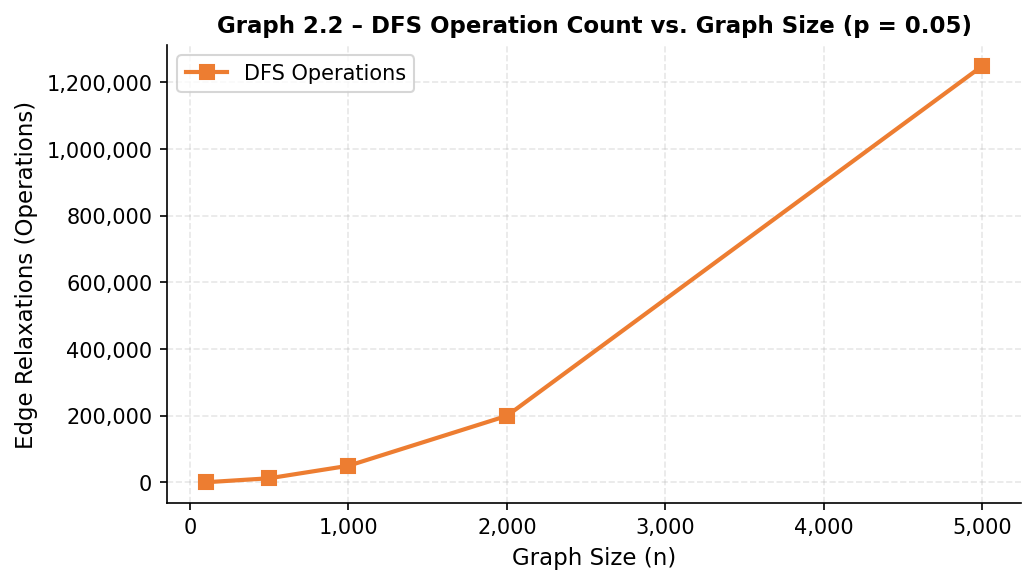 Graph 2.2 – DFS Operation Count vs. Graph Size (p = 0.05)
DFS Operations
Edge Relaxations (Operations)
1,200,000
1,000,000
800,000
600,000
400,000
200,000
0
0 1,000 2,000 3,000 4,000 5,000
Graph Size (n)